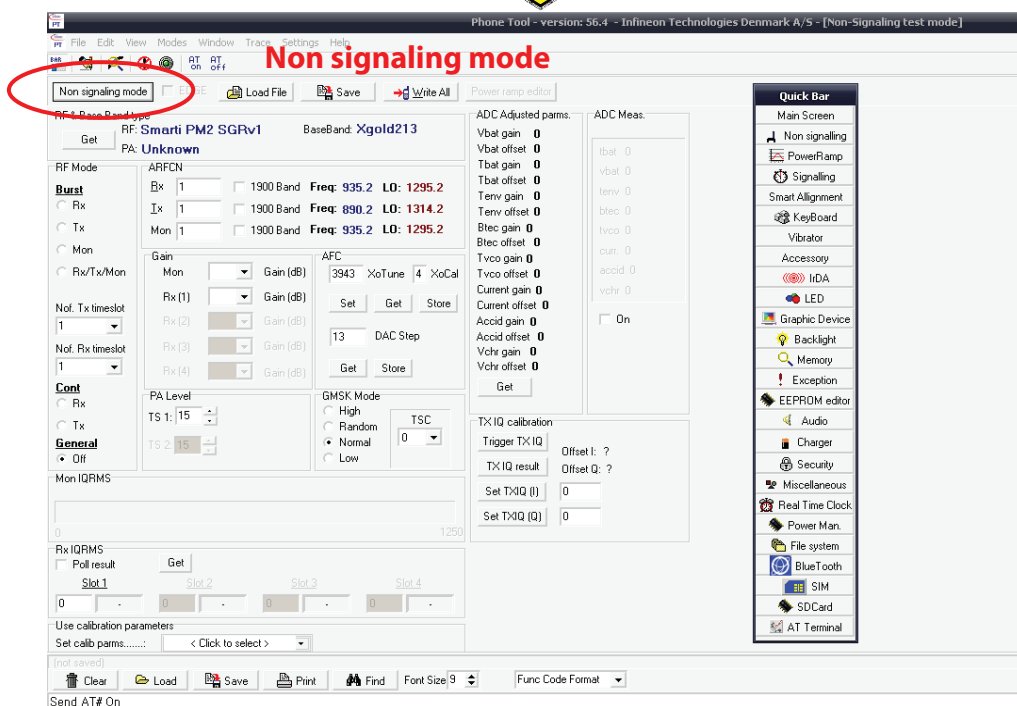 Phone Tool - version: 56.4 - Infineon Technologies Denmark A/S - [Non-Signaling test mode]
File Edit View Modes Window Trace Settings Help
BAR AT on AT off
Non signaling mode
Non signaling mode EDGE Load File Save Write All Power ramp editor
RF & Base Band type
Get RF: Smarti PM2 SGRv1 BaseBand: Xgold213
PA: Unknown
RF Mode
Burst
Rx
Tx
Mon
Rx/Tx/Mon
Nof. Tx timeslot
1
Nof. Rx timeslot
1
Cont
Rx
Tx
General
Off
ARFCN
Rx 1 1900 Band Freq: 935.2 LO: 1295.2
Tx 1 1900 Band Freq: 890.2 LO: 1314.2
Mon 1 1900 Band Freq: 935.2 LO: 1295.2
Gain
Mon Gain (dB)
Rx (1) Gain (dB)
Rx (2) Gain (dB)
Rx (3) Gain (dB)
Rx (4) Gain (dB)
AFC
3943 XoTune 4 XoCal
Set Get Store
13 DAC Step
Get Store
PA Level
TS 1: 15
TS 2: 15
GMSK Mode
High
Random
Normal
Low
TSC
0
Mon IQRMS
0 1250
Rx IQRMS
Poll result Get
Slot 1 Slot 2 Slot 3 Slot 4
0 - 0 - 0 - 0 -
Use calibration parameters
Set calib parms......: < Click to select >
ADC Adjusted parms.
Vbat gain 0
Vbat offset 0
Tbat gain 0
Tbat offset 0
Tenv gain 0
Tenv offset 0
Btec gain 0
Btec offset 0
Tvco gain 0
Tvco offset 0
Current gain 0
Current offset 0
Accid gain 0
Accid offset 0
Vchr gain 0
Vchr offset 0
Get
ADC Meas.
tbat 0
vbat 0
tenv 0
btec 0
tvco 0
curr. 0
accid 0
vchr 0
On
TX IQ calibration
Trigger TX IQ
Offset I: ?
TX IQ result Offset Q: ?
Set TXIQ (I) 0
Set TXIQ (Q) 0
Quick Bar
Main Screen
Non signalling
PowerRamp
Signalling
Smart Allignment
KeyBoard
Vibrator
Accessory
IrDA
LED
Graphic Device
Backlight
Memory
Exception
EEPROM editor
Audio
Charger
Security
Miscellaneous
Real Time Clock
Power Man.
File system
BlueTooth
SIM
SDCard
AT Terminal
(not saved)
Clear Load Save Print Find Font Size 9 Func Code Format
Send AT# On